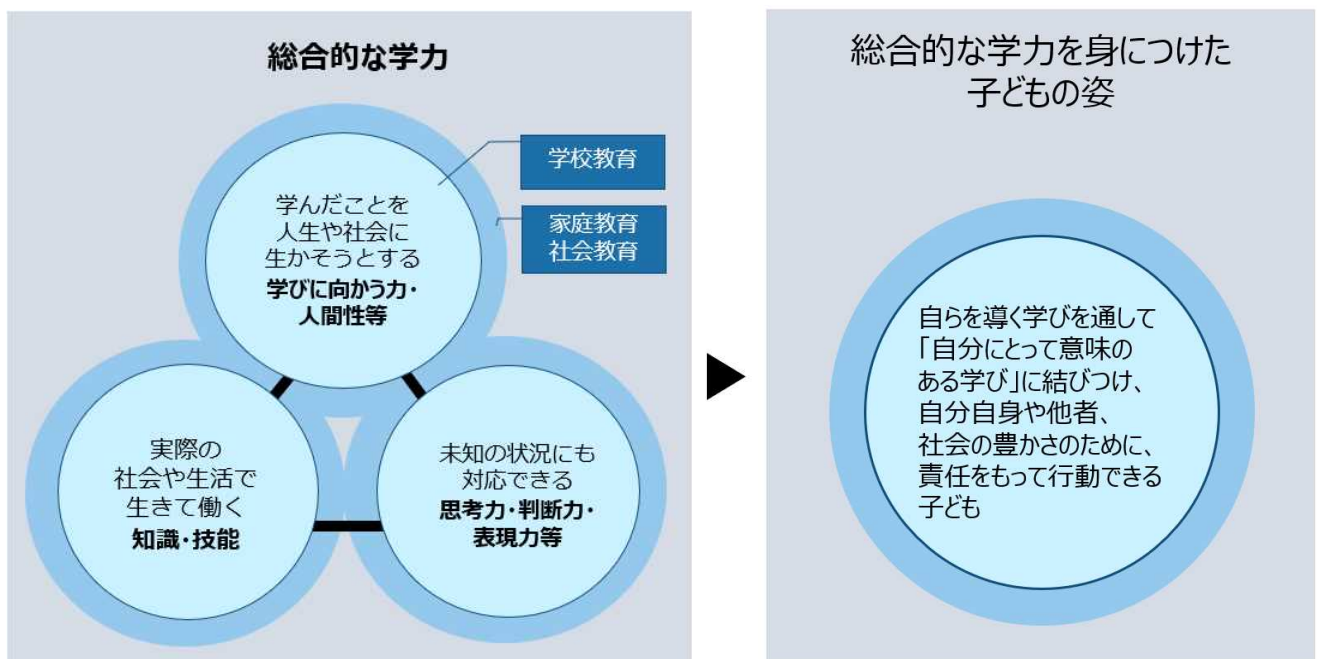 総合的な学力
学校教育
家庭教育
社会教育
学んだことを
人生や社会に
生かそうとする
学びに向かう力・
人間性等
実際の
社会や生活で
生きて働く
知識・技能
未知の状況にも
対応できる
思考力・判断力・
表現力等
総合的な学力を身につけた
子どもの姿
自らを導く学びを通して
「自分にとって意味の
ある学び」に結びつけ、
自分自身や他者、
社会の豊かさのために、
責任をもって行動できる
子ども